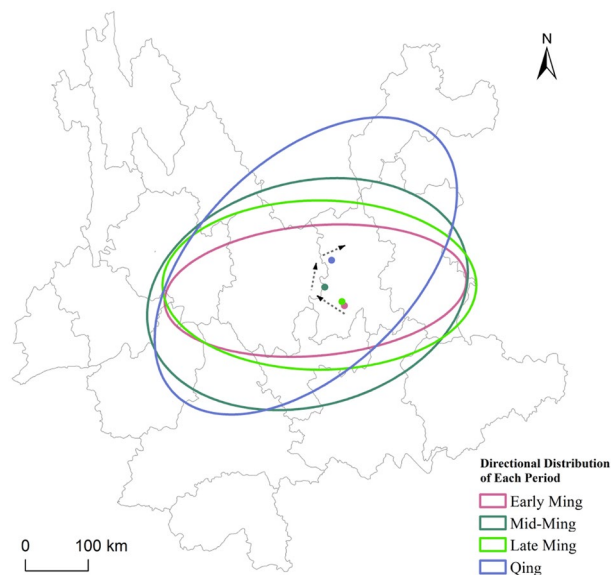 N
Directional Distribution
of Each Period
Early Ming
Mid-Ming
Late Ming
Qing
0 100 km